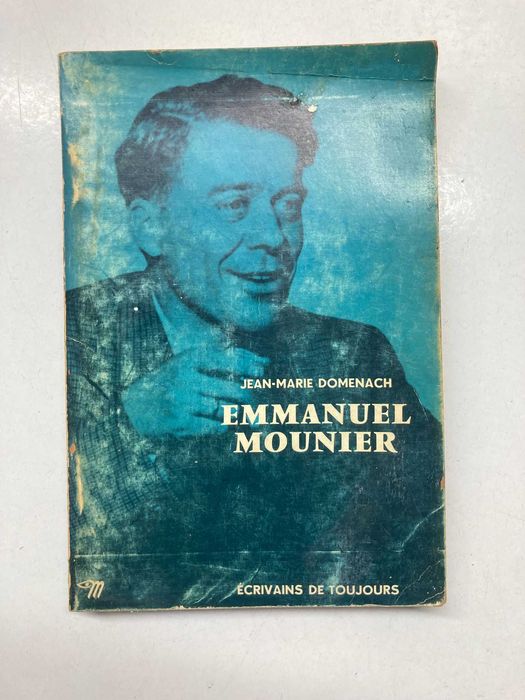 JEAN-MARIE DOMENACH
EMMANUEL
MOUNIER
M
ÉCRIVAINS DE TOUJOURS